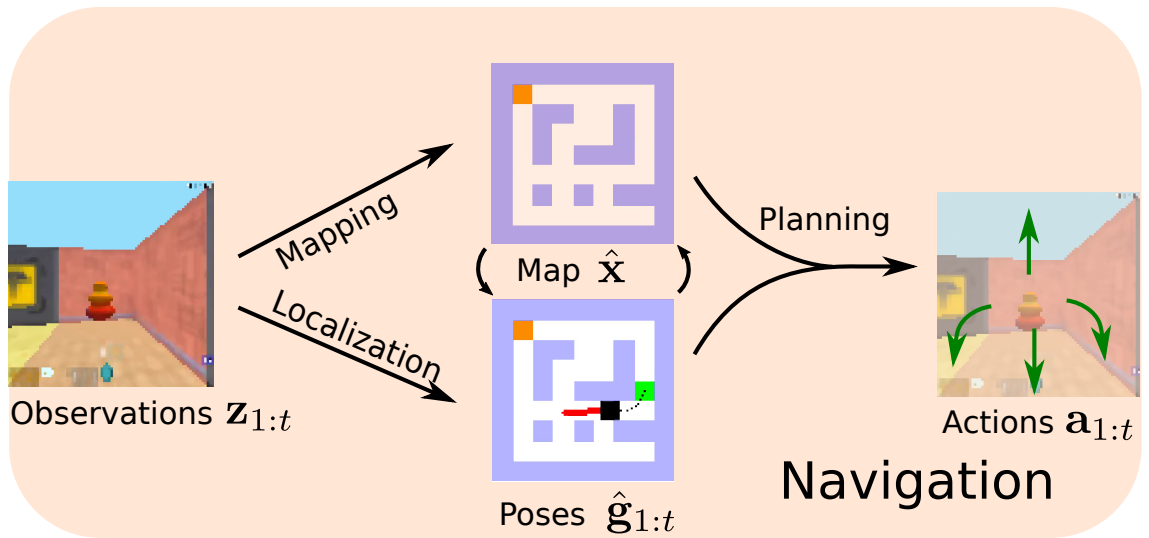 Mapping
Localization
Observations z₁:ₜ
Map x̂
Poses ĝ₁:ₜ
Planning
Actions a₁:ₜ
Navigation